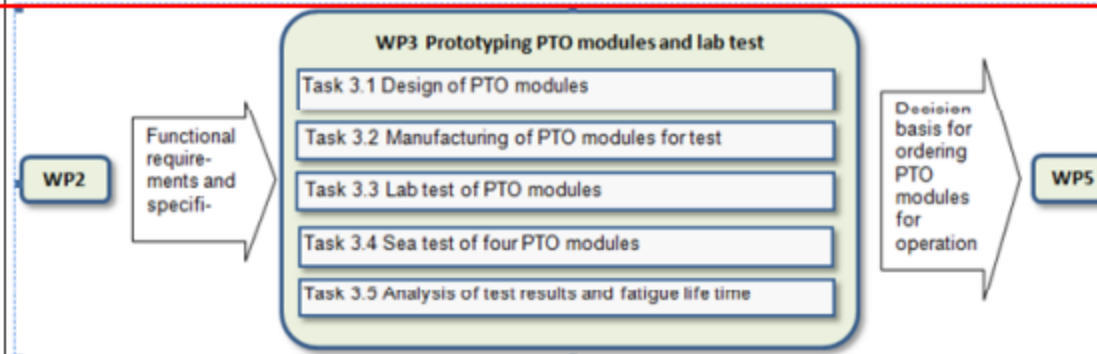 WP3 Prototyping PTO modules and lab test
WP2
Functional
require-
ments and
specifi-
Task 3.1 Design of PTO modules
Task 3.2 Manufacturing of PTO modules for test
Task 3.3 Lab test of PTO modules
Task 3.4 Sea test of four PTO modules
Task 3.5 Analysis of test results and fatigue life time
Decision
basis for
ordering
PTO
modules
for
operation
WP5